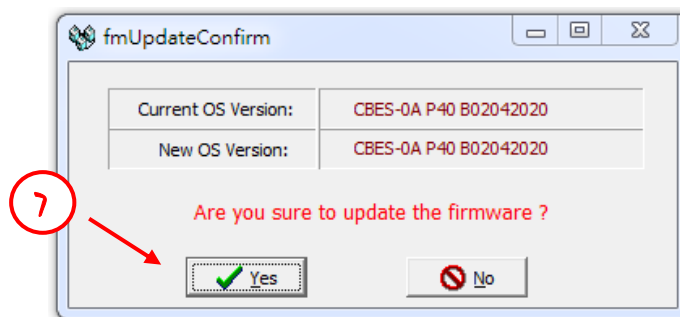 fmUpdateConfirm
Current OS Version: CBES-0A P40 B02042020
New OS Version: CBES-0A P40 B02042020
Are you sure to update the firmware ?
7
Yes No